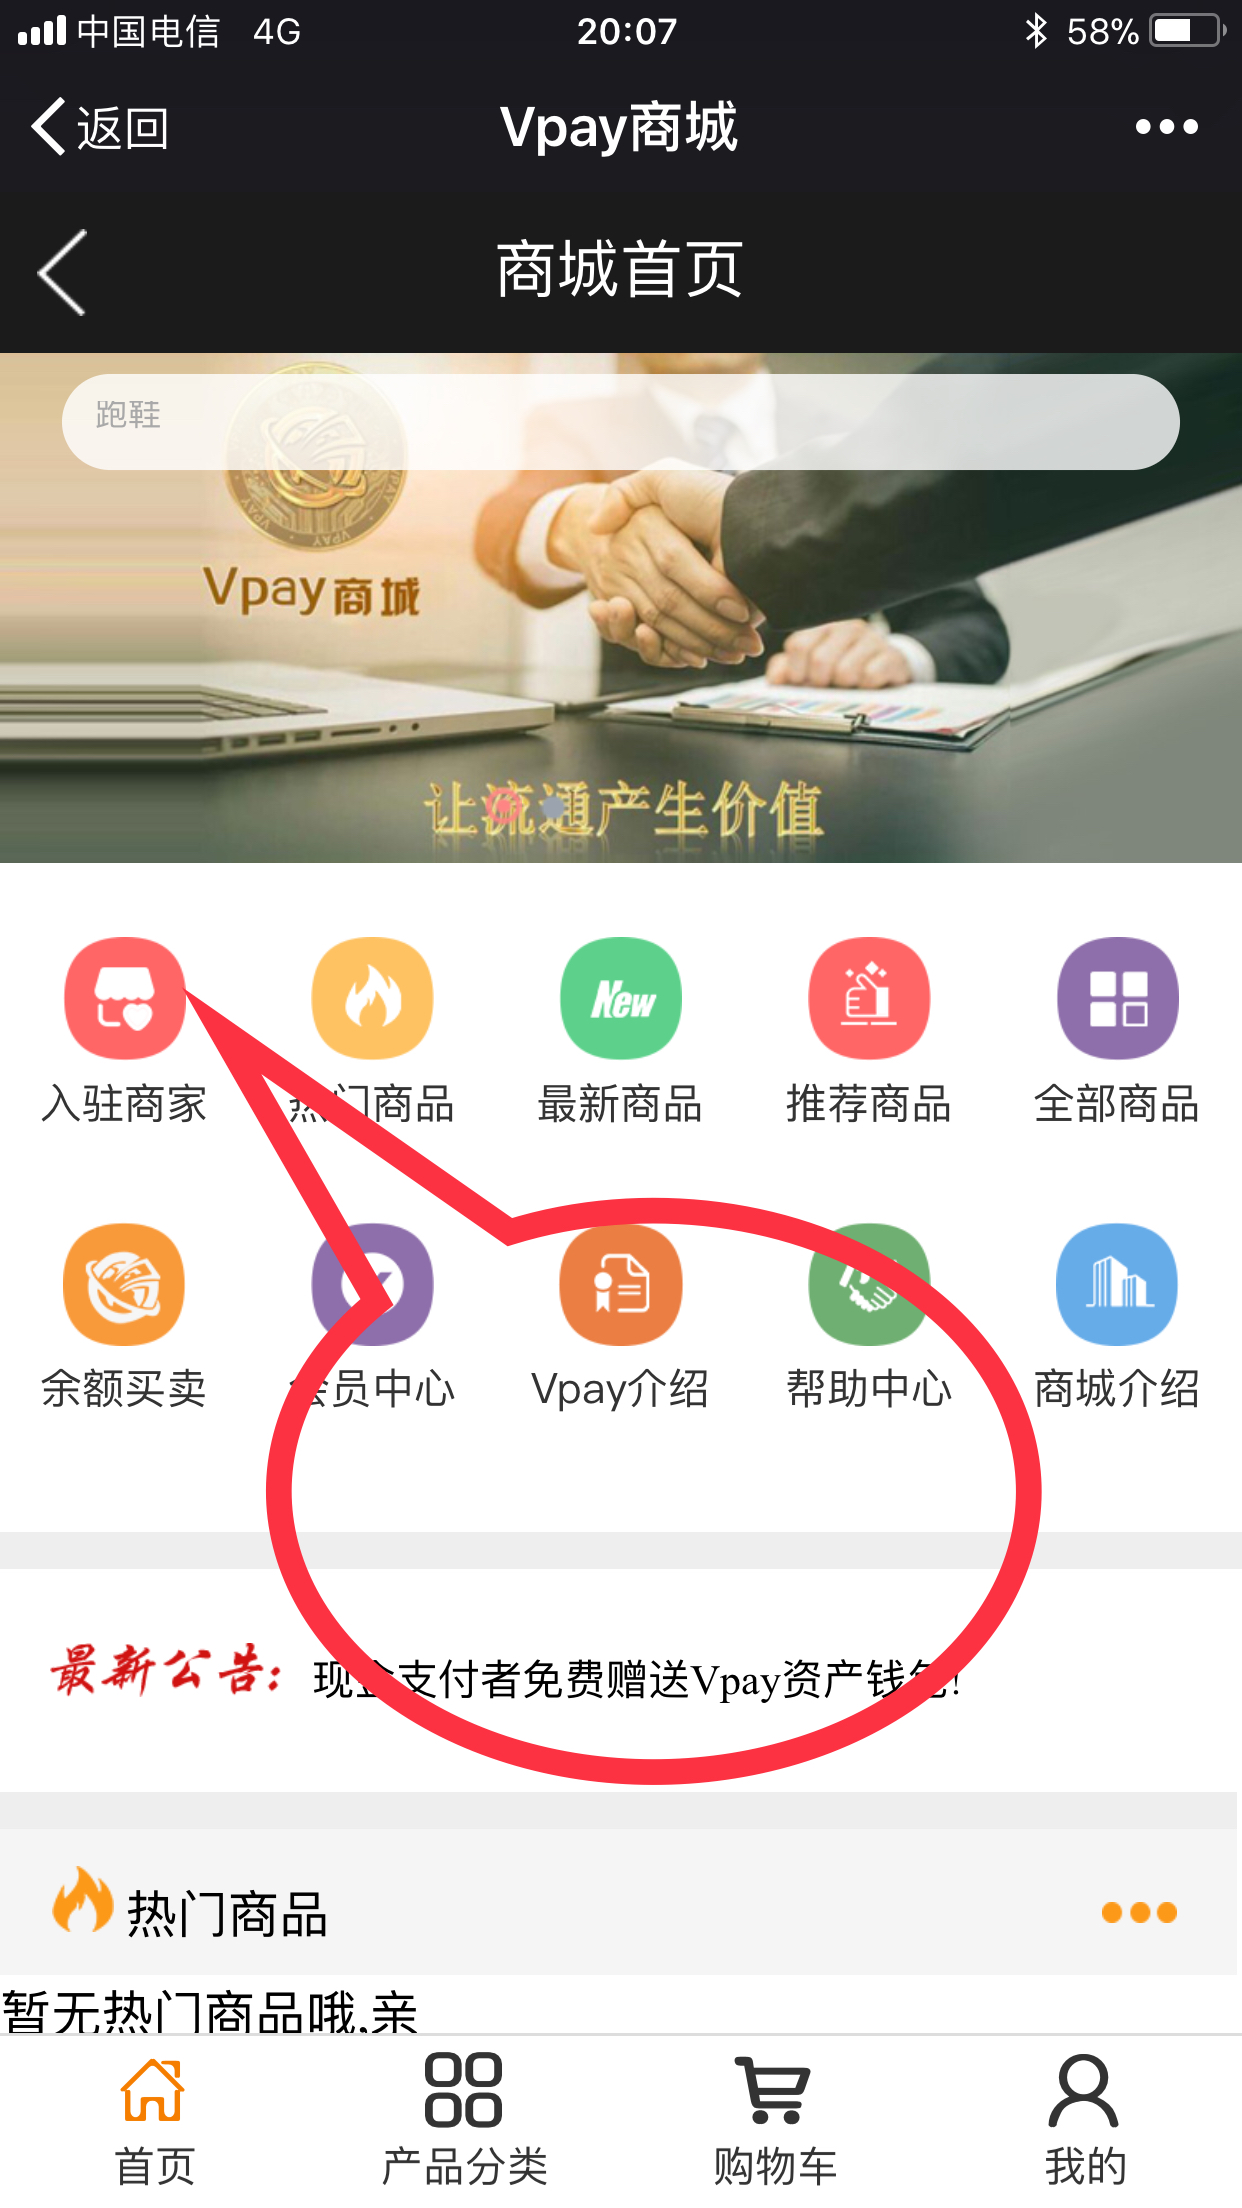 中国电信 4G 20:07 58%
返回 Vpay商城
商城首页
跑鞋
Vpay商城
让流通产生价值
New
入驻商家 热门商品 最新商品 推荐商品 全部商品
余额买卖 会员中心 Vpay介绍 帮助中心 商城介绍
最新公告: 现金支付者免费赠送Vpay资产钱包!
热门商品
暂无热门商品哦,亲
首页 产品分类 购物车 我的